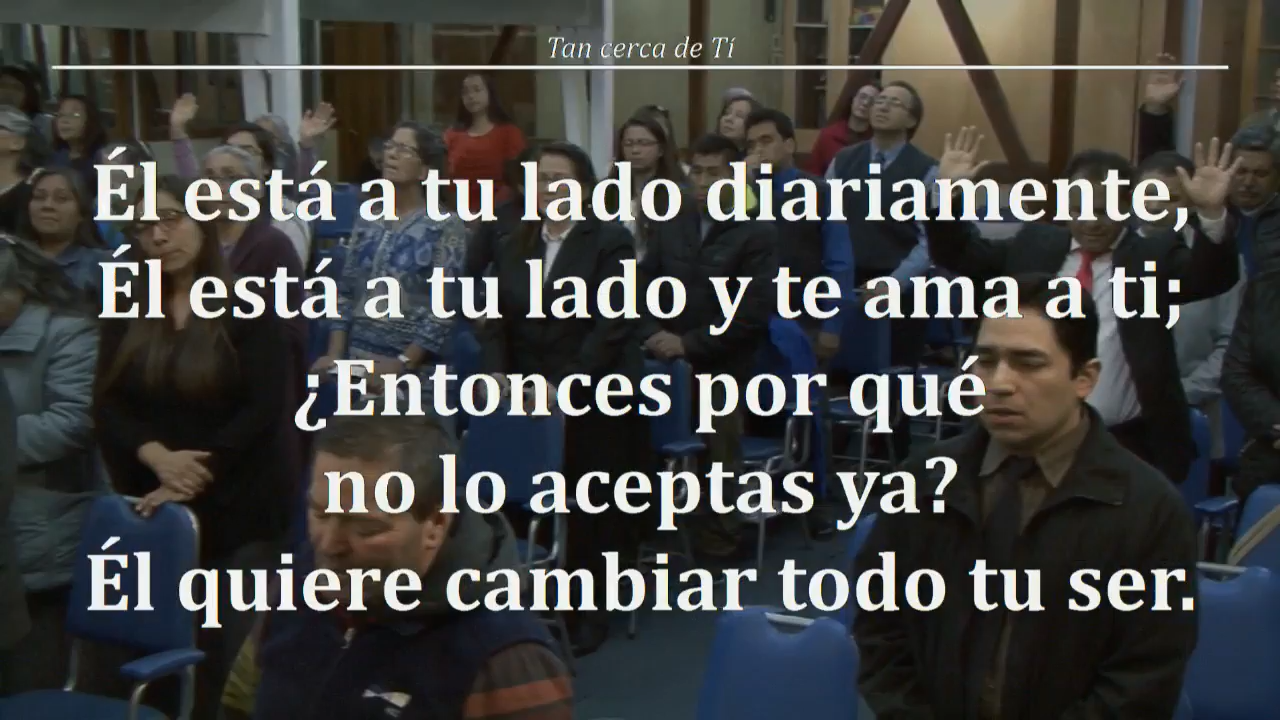 Tan cerca de Tí
Él está a tu lado diariamente,
Él está a tu lado y te ama a ti;
¿Entonces por qué
no lo aceptas ya?
Él quiere cambiar todo tu ser.